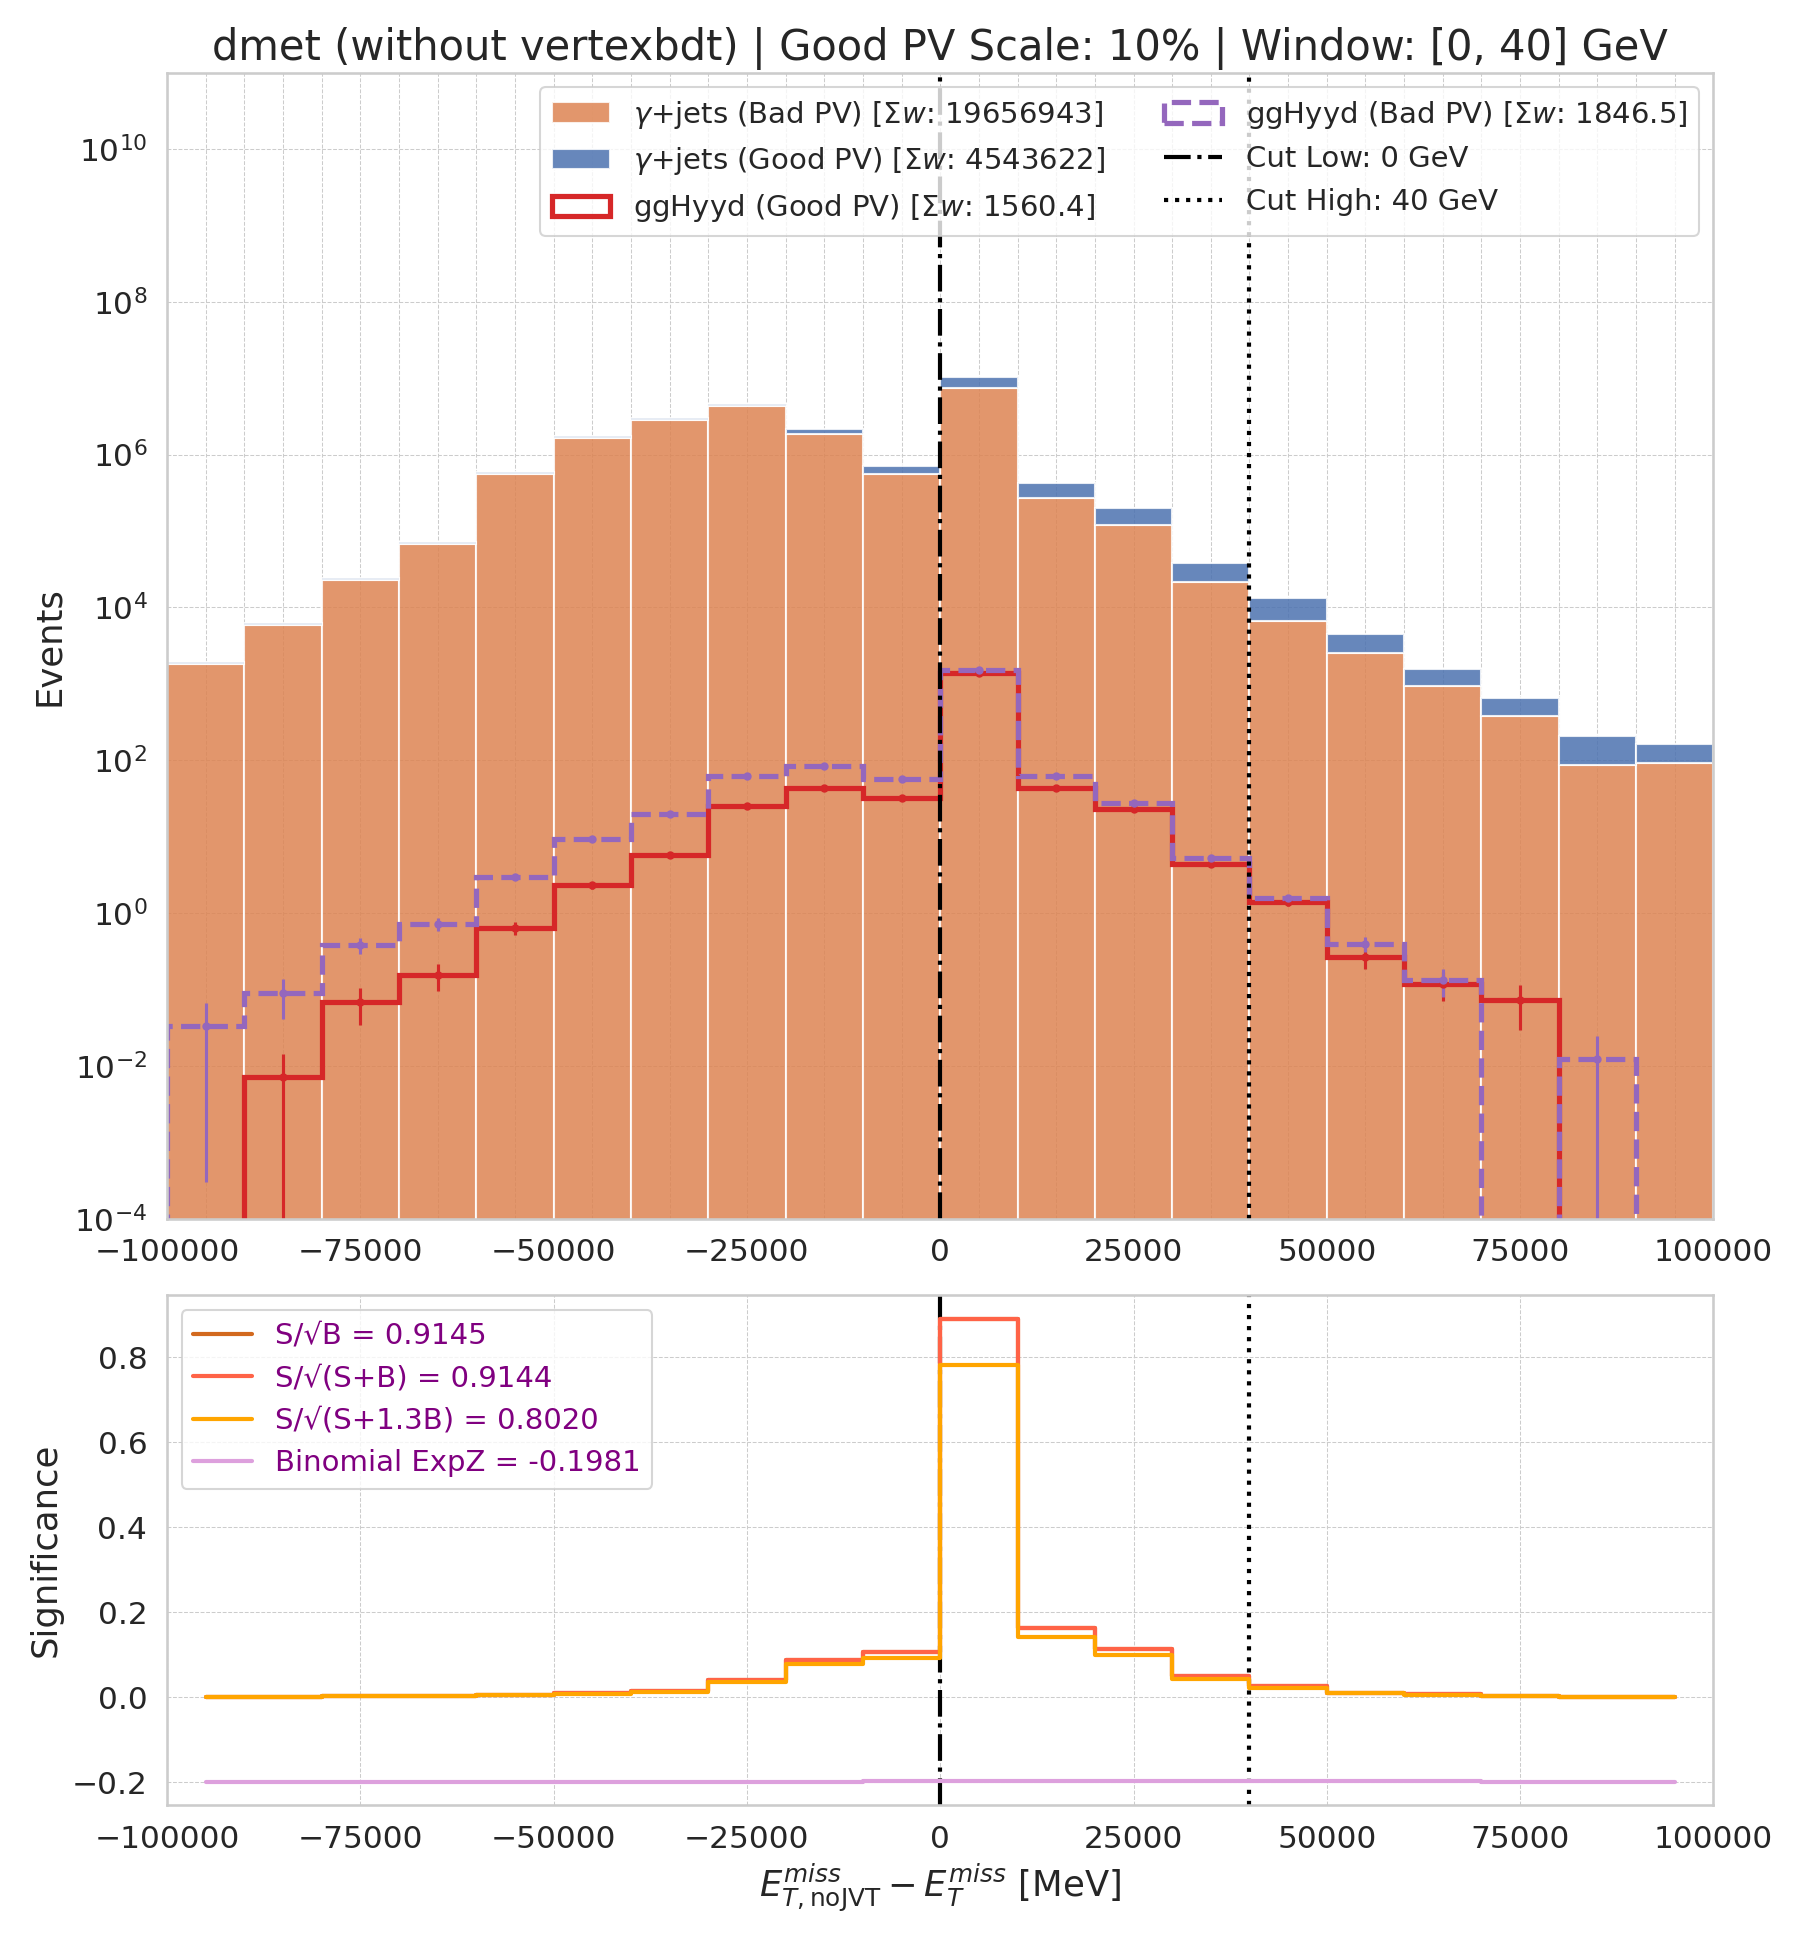 dmet (without vertexbdt) | Good PV Scale: 10% | Window: [0, 40] GeV
γ+jets (Bad PV) [Σw: 19656943]
γ+jets (Good PV) [Σw: 4543622]
ggHyyd (Good PV) [Σw: 1560.4]
ggHyyd (Bad PV) [Σw: 1846.5]
Cut Low: 0 GeV
Cut High: 40 GeV
10^10
10^8
10^6
10^4
10^2
10^0
10^−2
10^−4
Events
−100000 −75000 −50000 −25000 0 25000 50000 75000 100000
S/√B = 0.9145
S/√(S+B) = 0.9144
S/√(S+1.3B) = 0.8020
Binomial ExpZ = -0.1981
0.8
0.6
0.4
0.2
0.0
−0.2
Significance
−100000 −75000 −50000 −25000 0 25000 50000 75000 100000
E_{T,noJVT}^{miss} − E_T^{miss} [MeV]